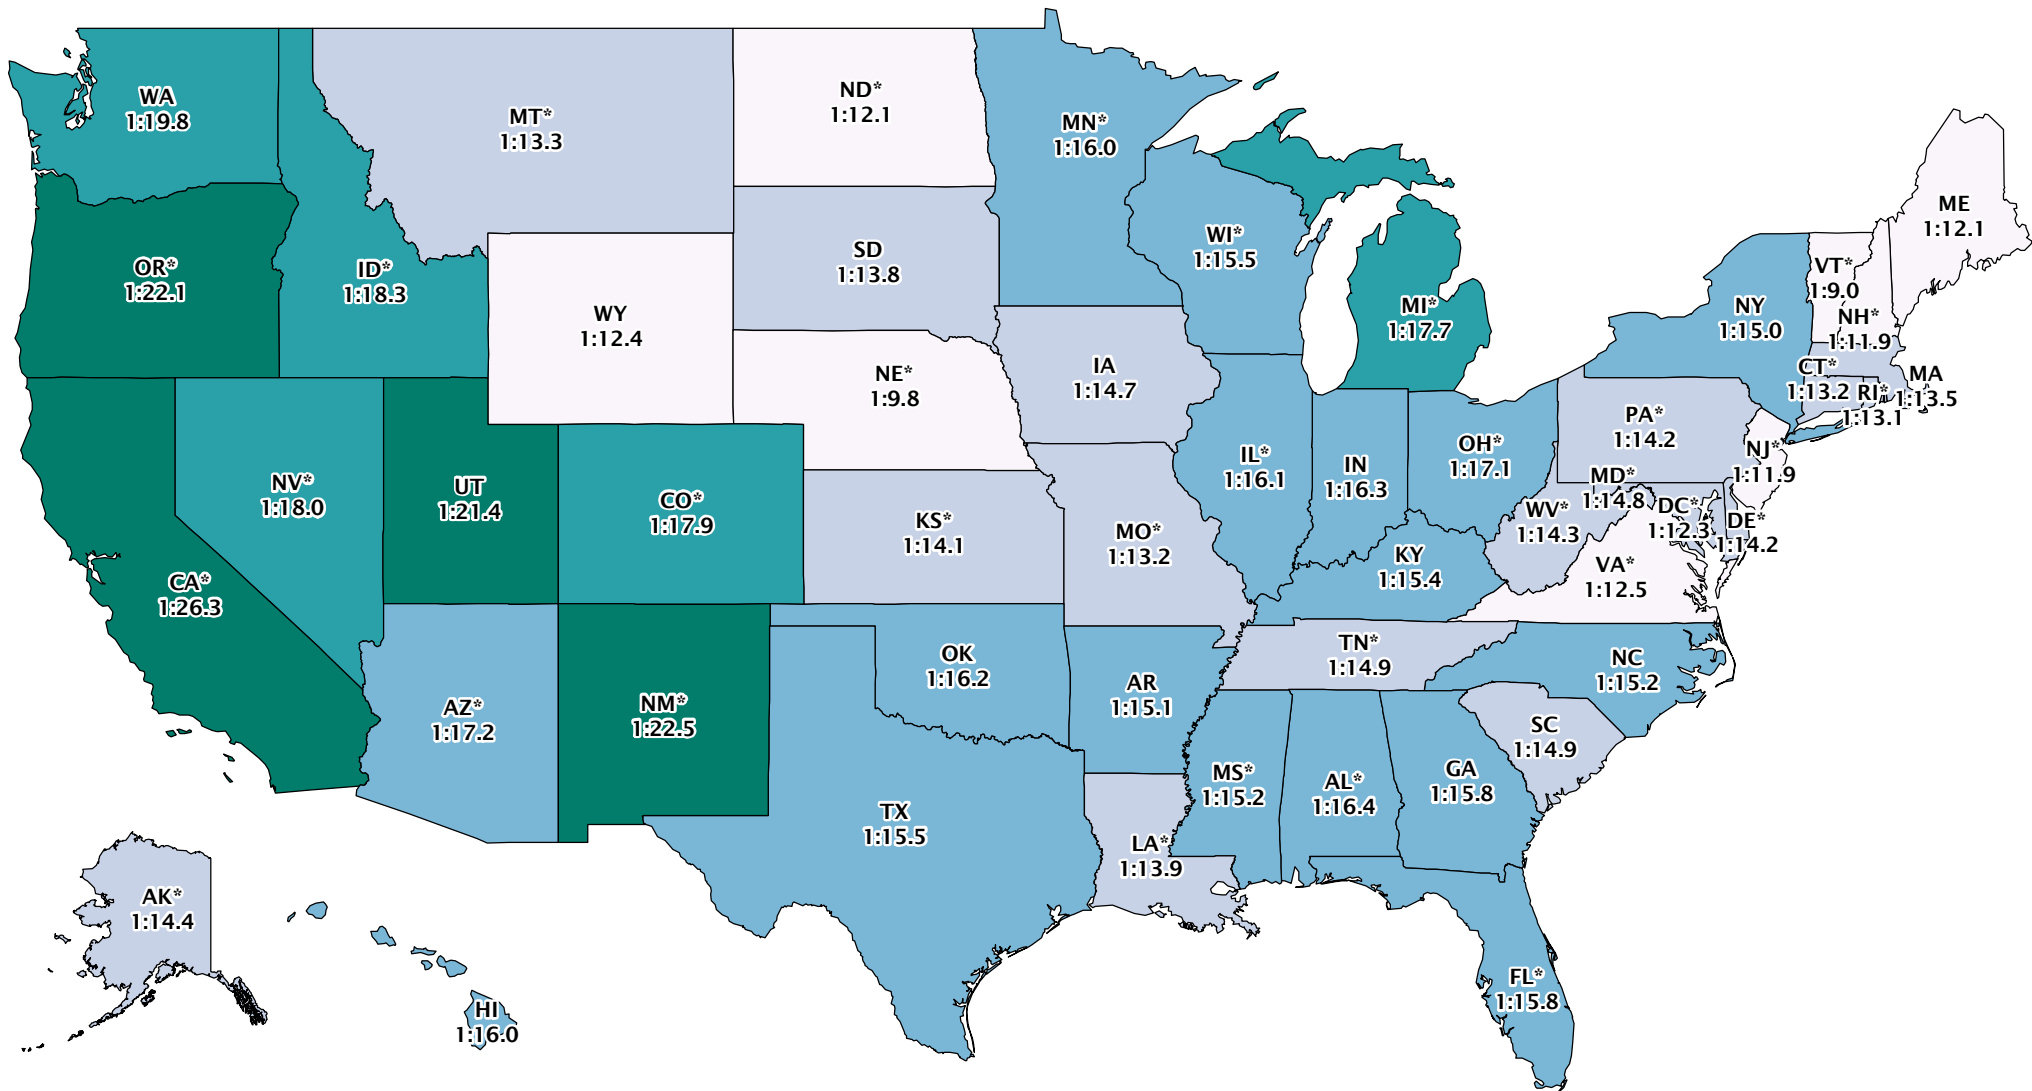 WA
1:19.8
MT*
1:13.3
ND*
1:12.1
MN*
1:16.0
OR*
1:22.1
ID*
1:18.3
WY
1:12.4
SD
1:13.8
WI*
1:15.5
MI*
1:17.7
NY
1:15.0
VT*
1:9.0
NH*
1:11.9
ME
1:12.1
NE*
1:9.8
IA
1:14.7
CT*
1:13.2
RI*
1:13.1
MA
1:13.5
PA*
1:14.2
NJ*
1:11.9
NV*
1:18.0
UT
1:21.4
CO*
1:17.9
KS*
1:14.1
MO*
1:13.2
IL*
1:16.1
IN
1:16.3
OH*
1:17.1
WV*
1:14.3
MD*
1:14.8
DC*
1:12.3
DE*
1:14.2
CA*
1:26.3
KY
1:15.4
VA*
1:12.5
AZ*
1:17.2
NM*
1:22.5
OK
1:16.2
AR
1:15.1
TN*
1:14.9
NC
1:15.2
SC
1:14.9
TX
1:15.5
LA*
1:13.9
MS*
1:15.2
AL*
1:16.4
GA
1:15.8
AK*
1:14.4
HI
1:16.0
FL*
1:15.8